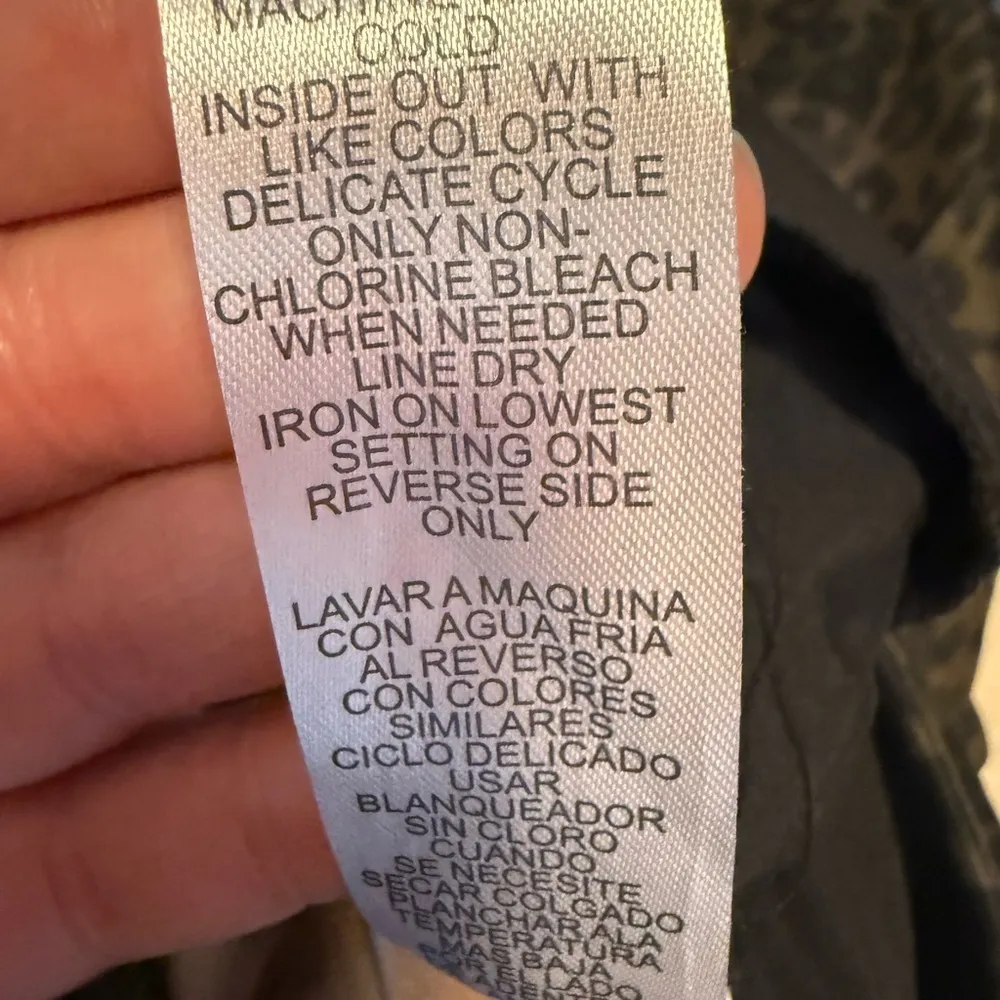 MACHINE
COLD
INSIDE OUT WITH
LIKE COLORS
DELICATE CYCLE
ONLY NON-
CHLORINE BLEACH
WHEN NEEDED
LINE DRY
IRON ON LOWEST
SETTING ON
REVERSE SIDE
ONLY
LAVAR A MAQUINA
CON AGUA FRIA
AL REVERSO
CON COLORES
SIMILARES
CICLO DELICADO
USAR
BLANQUEADOR
SIN CLORO
CUANDO
SE NECESITE
SECAR COLGADO
PLANCHAR A LA
TEMPERATURA
MAS BAJA
LADO